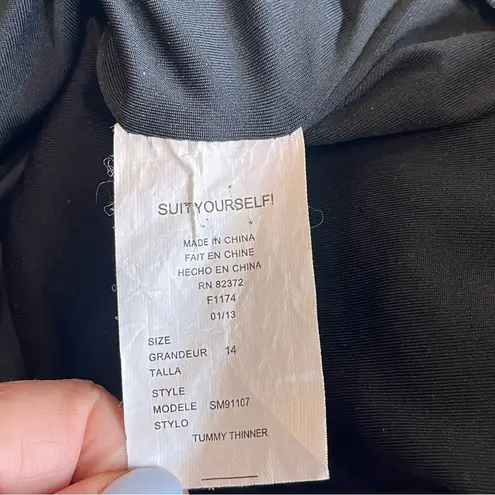 SUIT YOURSELF!
MADE IN CHINA
FAIT EN CHINE
HECHO EN CHINA
RN 82372
F1174
01/13
SIZE
GRANDEUR 14
TALLA
STYLE
MODELE SM91107
STYLO
TUMMY THINNER